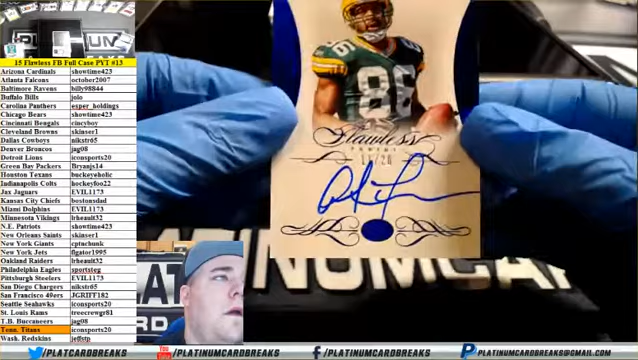 15 Flawless FB Full Case PYT #13
Arizona Cardinals showtime423
Atlanta Falcons october2007
Baltimore Ravens billy98844
Buffalo Bills jolo
Carolina Panthers esper_holdings
Chicago Bears showtime423
Cincinnati Bengals cincyboy
Cleveland Browns skinser1
Dallas Cowboys nikstr65
Denver Broncos jag08
Detroit Lions iconsports20
Green Bay Packers Bryanjs14
Houston Texans buckeyeholic
Indianapolis Colts hockeyfoo22
Jax Jaguars EVIL1173
Kansas City Chiefs bostonsdad
Miami Dolphins EVIL1173
Minnesota Vikings lrheault32
N.E. Patriots showtime423
New Orleans Saints skinser1
New York Giants cptnchunk
New York Jets flgator1995
Oakland Raiders lrheault32
Philadelphia Eagles sportsteg
Pittsburgh Steelers EVIL1173
San Diego Chargers nikstr65
San Francisco 49ers JGRIFF182
Seattle Seahawks iconsports20
St. Louis Rams treecrewgr81
T.B. Buccaneers jag08
Tenn. Titans iconsports20
Wash. Redskins jeffstp
86
86
Flawless
PANINI
11/20
PLATINUMCAR
/PLATCARDBREAKS
/PLATINUMCARDBREAKS
/PLATINUMCARDBREAKS
PLATINUMCARDBREAKS@GMAIL.COM